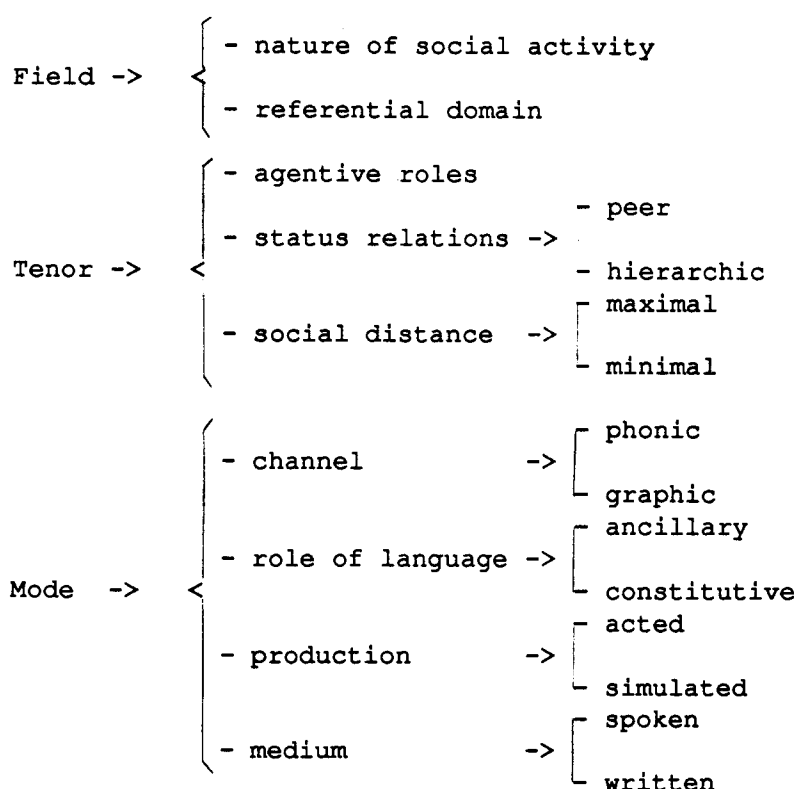 - nature of social activity
Field -> <
- referential domain
- agentive roles
- peer
- status relations ->
Tenor -> <
- hierarchic
- maximal
- social distance ->
- minimal
- phonic
- channel ->
- graphic
- ancillary
- role of language ->
Mode -> <
- constitutive
- acted
- production ->
- simulated
- spoken
- medium ->
- written